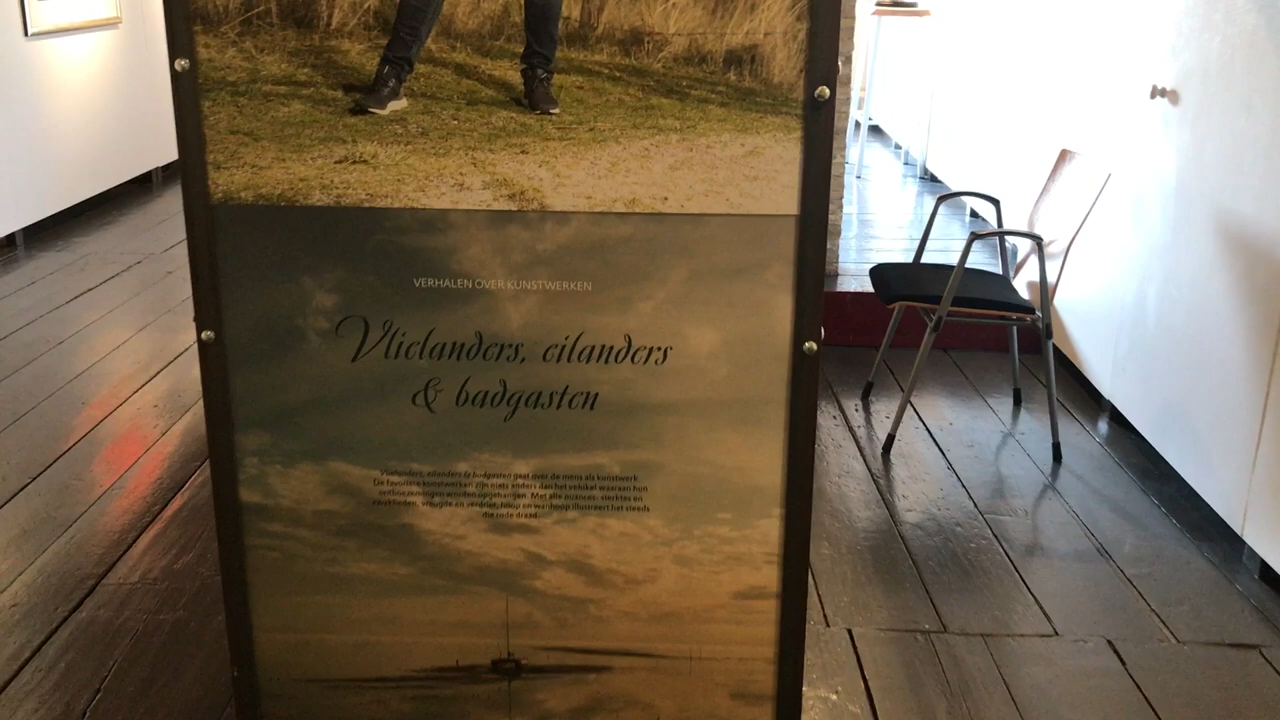 VERHALEN OVER KUNSTWERKEN
Vlielanders, eilanders
& badgasten
Vlielanders, eilanders & badgasten gaat over de mens als kunstwerk.
De favoriete kunstwerken zijn niets anders dan het vehikel waaraan hun
ontboezemingen worden opgehangen. Met alle nuances: sterktes en
zwakheden, vreugde en verdriet, hoop en wanhoop illustreert het steeds
die rode draad.